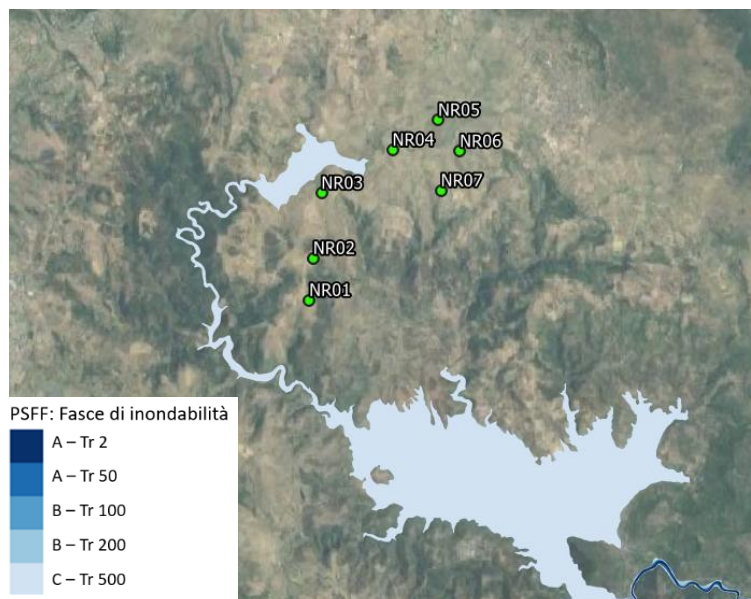 NR05
NR04
NR06
NR03
NR07
NR02
NR01
PSFF: Fasce di inondabilità
A – Tr 2
A – Tr 50
B – Tr 100
B – Tr 200
C – Tr 500